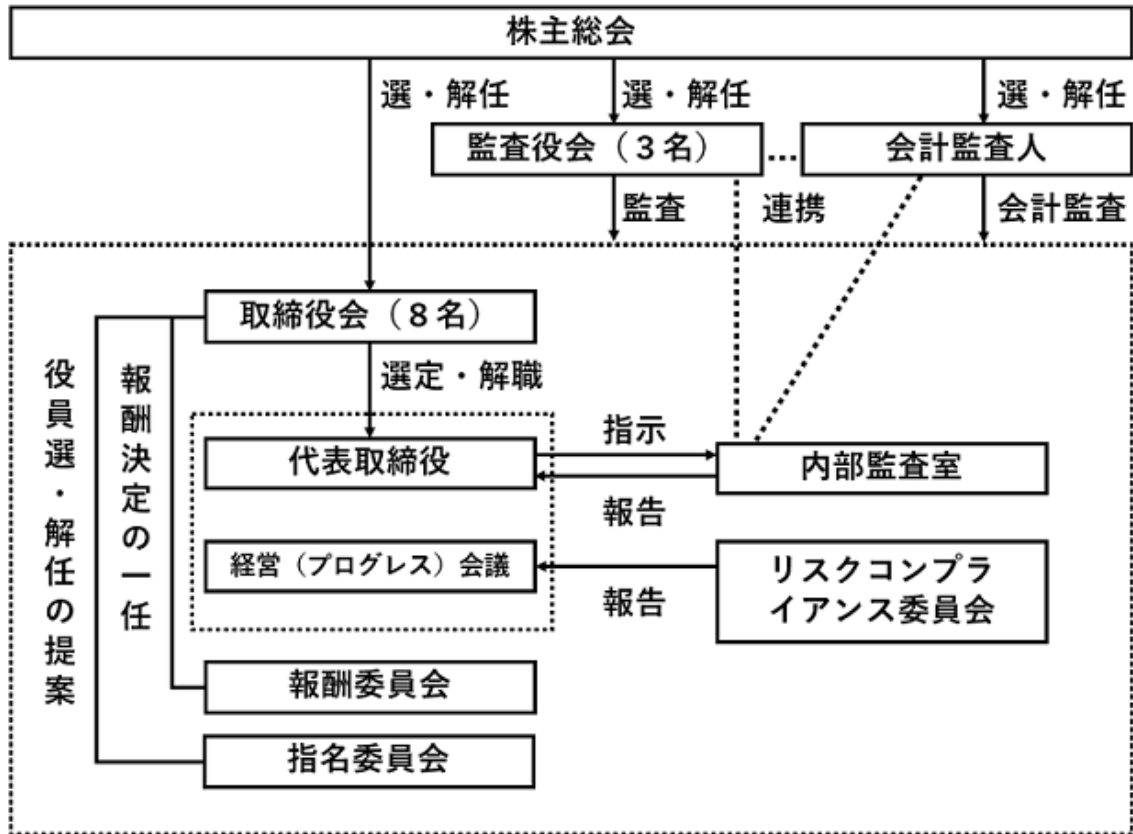 株主総会
選・解任
選・解任
選・解任
監査役会（３名）
会計監査人
監査
連携
会計監査
取締役会（８名）
選定・解職
役員選・解任の提案
報酬決定の一任
代表取締役
指示
報告
内部監査室
経営（プログレス）会議
報告
リスクコンプラ
イアンス委員会
報酬委員会
指名委員会